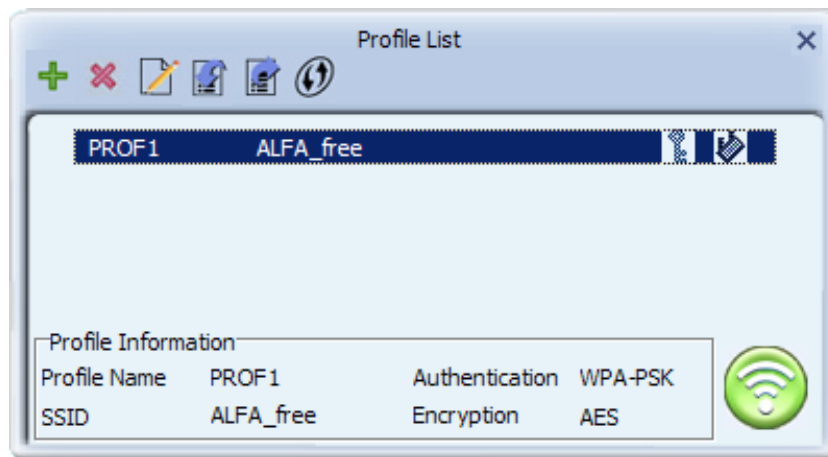 Profile List
PROF1 ALFA_free
Profile Information
Profile Name PROF1 Authentication WPA-PSK
SSID ALFA_free Encryption AES